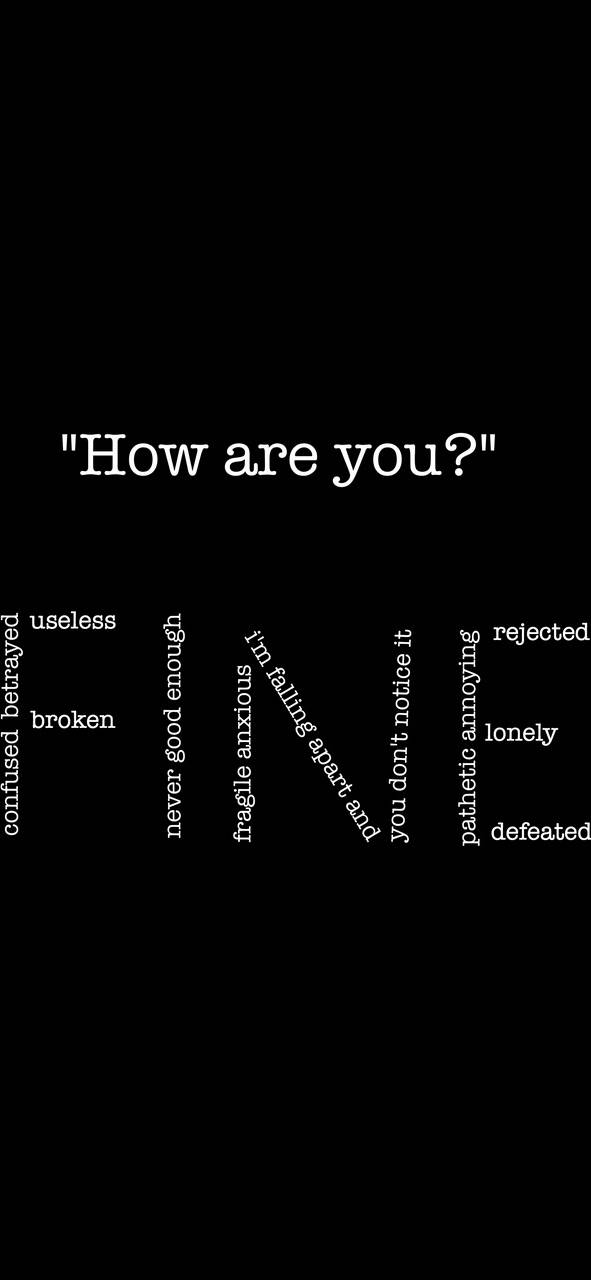 "How are you?"
confused betrayed
useless
broken
never good enough
fragile anxious
i'm falling apart and
you don't notice it
pathetic annoying
rejected
lonely
defeated